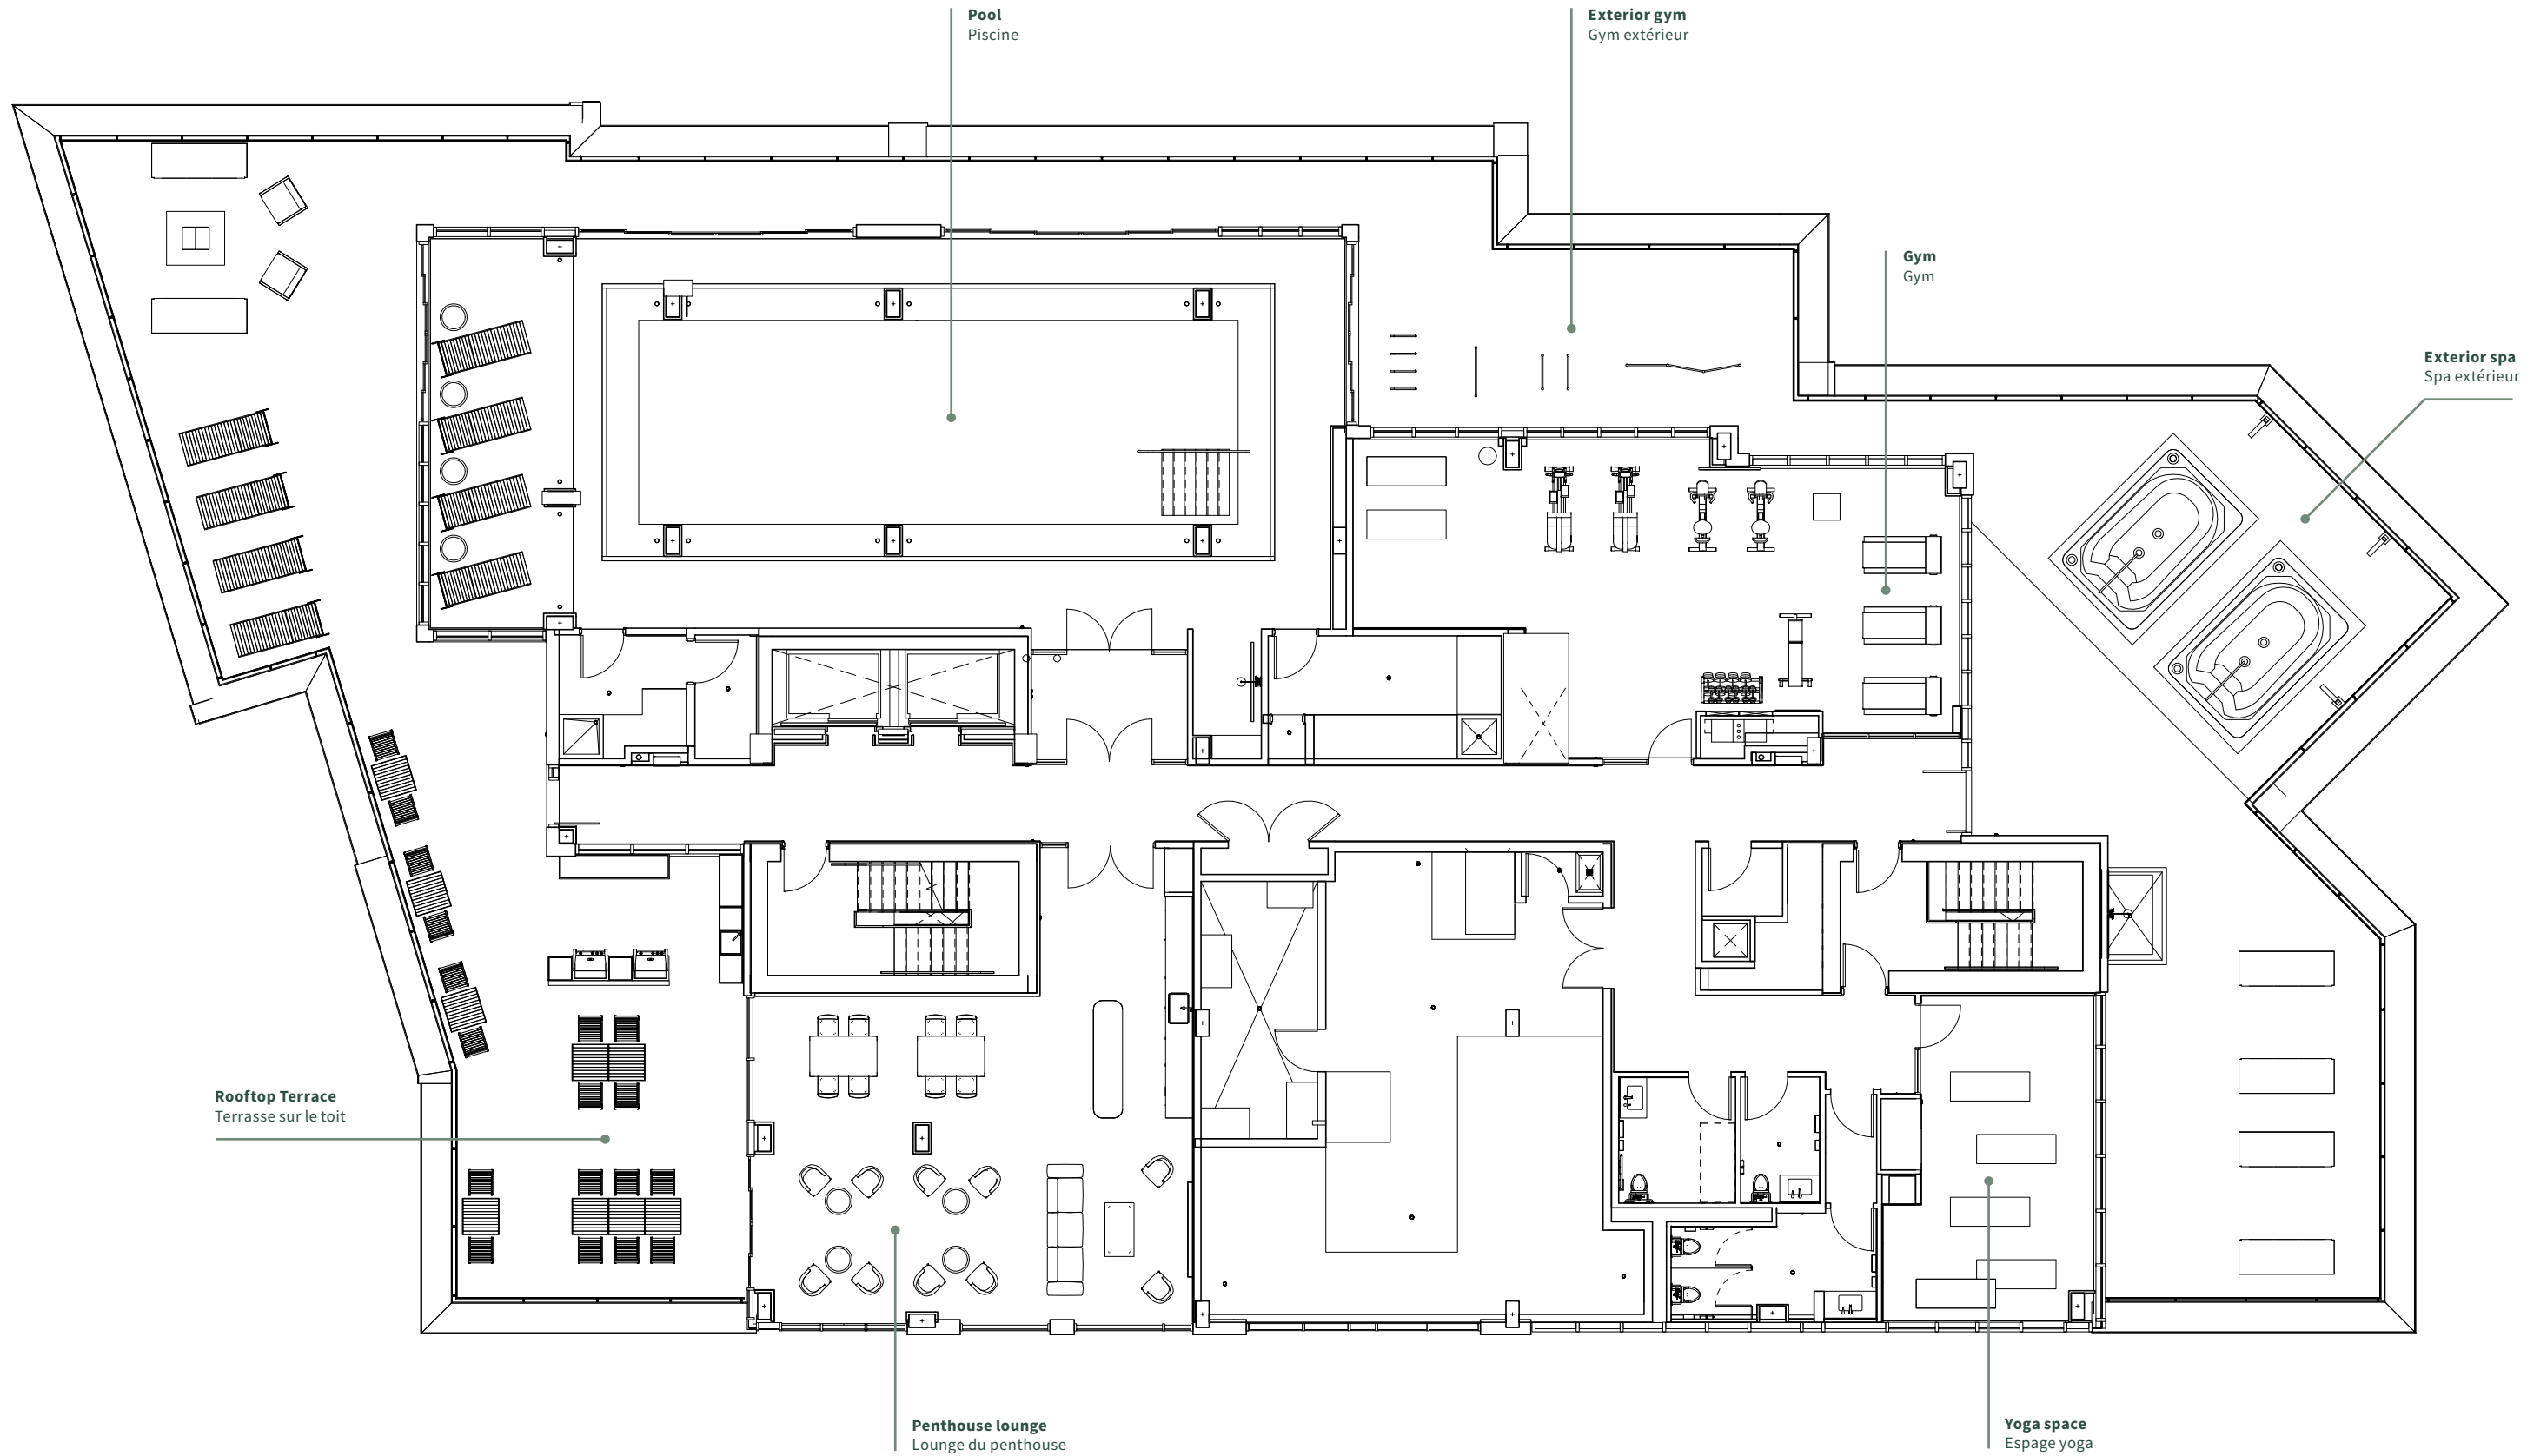 Pool
Piscine
Exterior gym
Gym extérieur
Gym
Gym
Exterior spa
Spa extérieur
Rooftop Terrace
Terrasse sur le toit
Penthouse lounge
Lounge du penthouse
Yoga space
Espage yoga